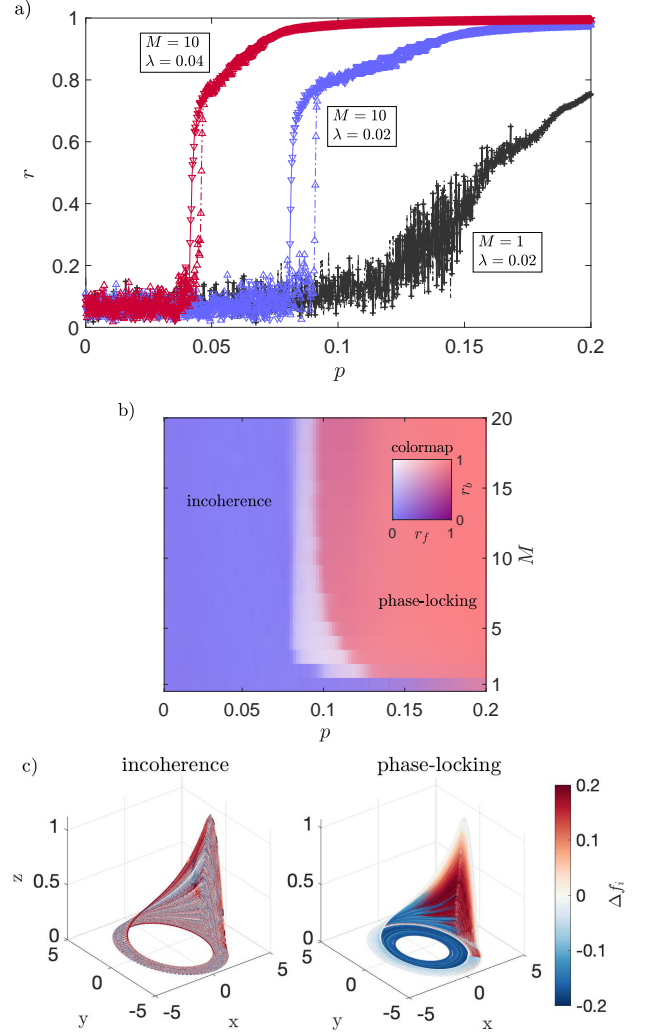 a)
1
0.8
0.6
0.4
0.2
0
r
M = 10
λ = 0.04
M = 10
λ = 0.02
M = 1
λ = 0.02
0 0.05 0.1 0.15 0.2
p
b)
20
15
10
5
1
M
colormap
1
0
r_b
0 r_f 1
incoherence
phase-locking
0 0.05 0.1 0.15 0.2
p
c)
incoherence
phase-locking
1
0.5
0
z
5
0
-5
y
-5
0
5
x
1
0.5
0
5
0
-5
y
-5
0
5
x
0.2
0.1
0
-0.1
-0.2
Δf_i